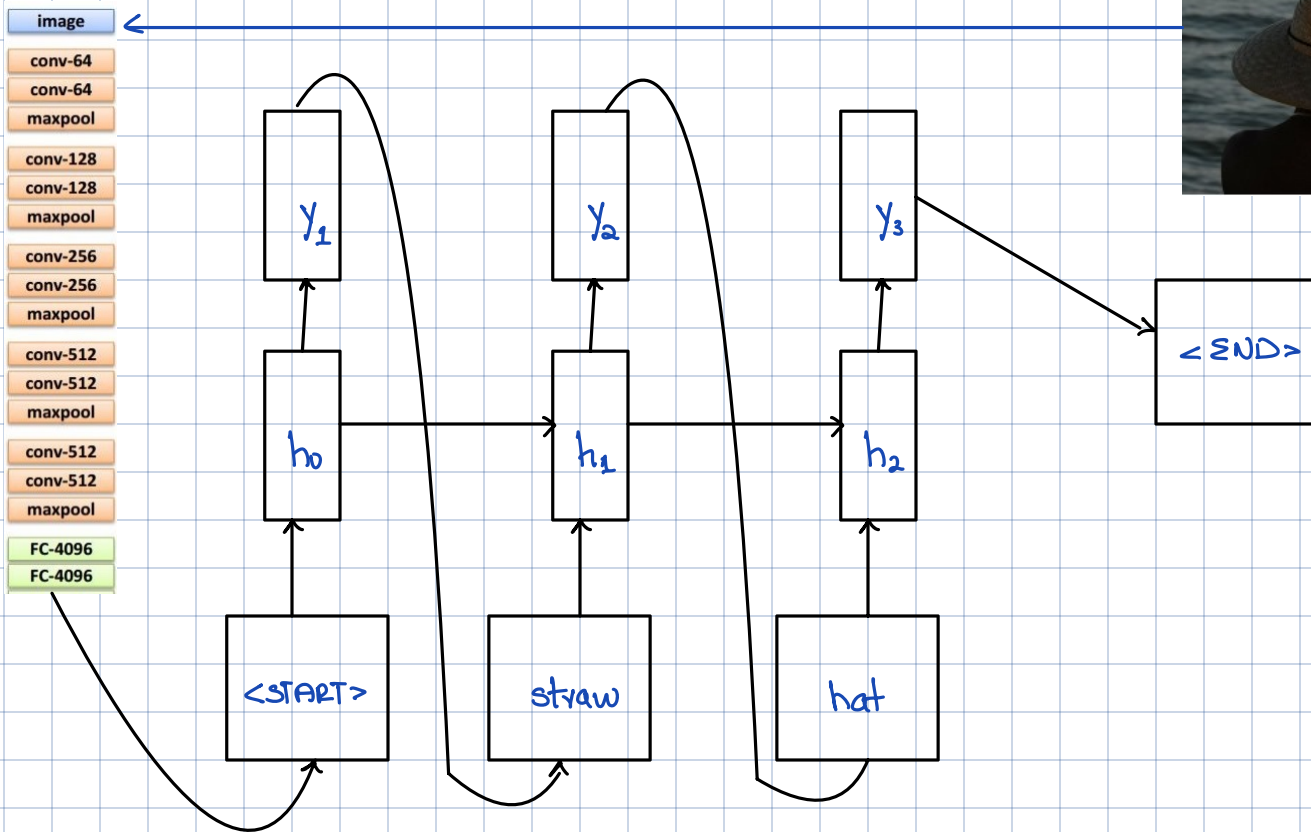 image
conv-64
conv-64
maxpool
conv-128
conv-128
maxpool
conv-256
conv-256
maxpool
conv-512
conv-512
maxpool
conv-512
conv-512
maxpool
FC-4096
FC-4096
y1
y2
y3
<END>
h0
h1
h2
<START>
straw
hat